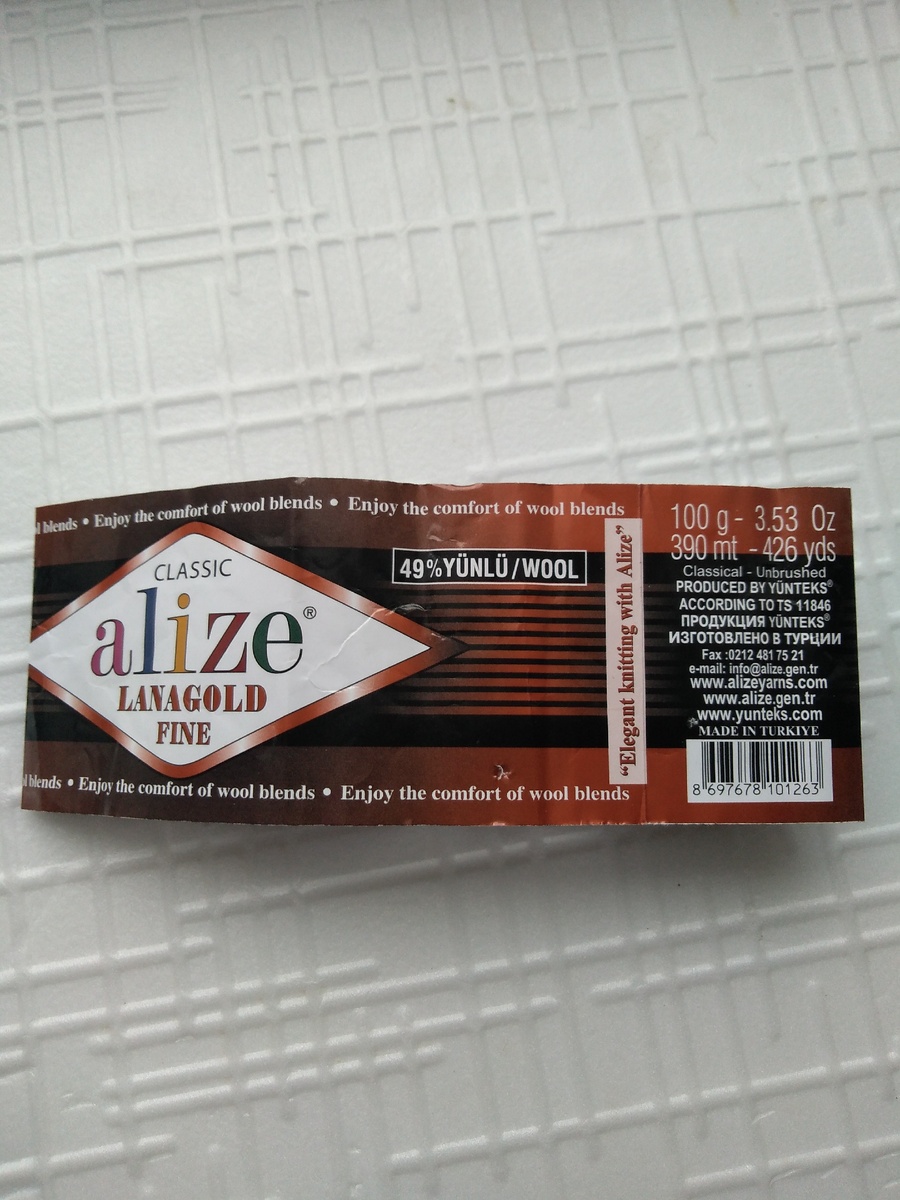 l blends • Enjoy the comfort of wool blends • Enjoy the comfort of wool blends
CLASSIC
alize®
LANAGOLD
FINE
49%YÜNLÜ/WOOL
"Elegant knitting with Alize"
l blends • Enjoy the comfort of wool blends • Enjoy the comfort of wool blends
100 g - 3.53 Oz
390 mt - 426 yds
Classical - Unbrushed
PRODUCED BY YÜNTEKS®
ACCORDING TO TS 11846
ПРОДУКЦИЯ YÜNTEKS®
ИЗГОТОВЛЕНО В ТУРЦИИ
Fax :0212 481 75 21
e-mail: info@alize.gen.tr
www.alizeyarns.com
www.alize.gen.tr
www.yunteks.com
MADE IN TURKIYE
8 697678 101263